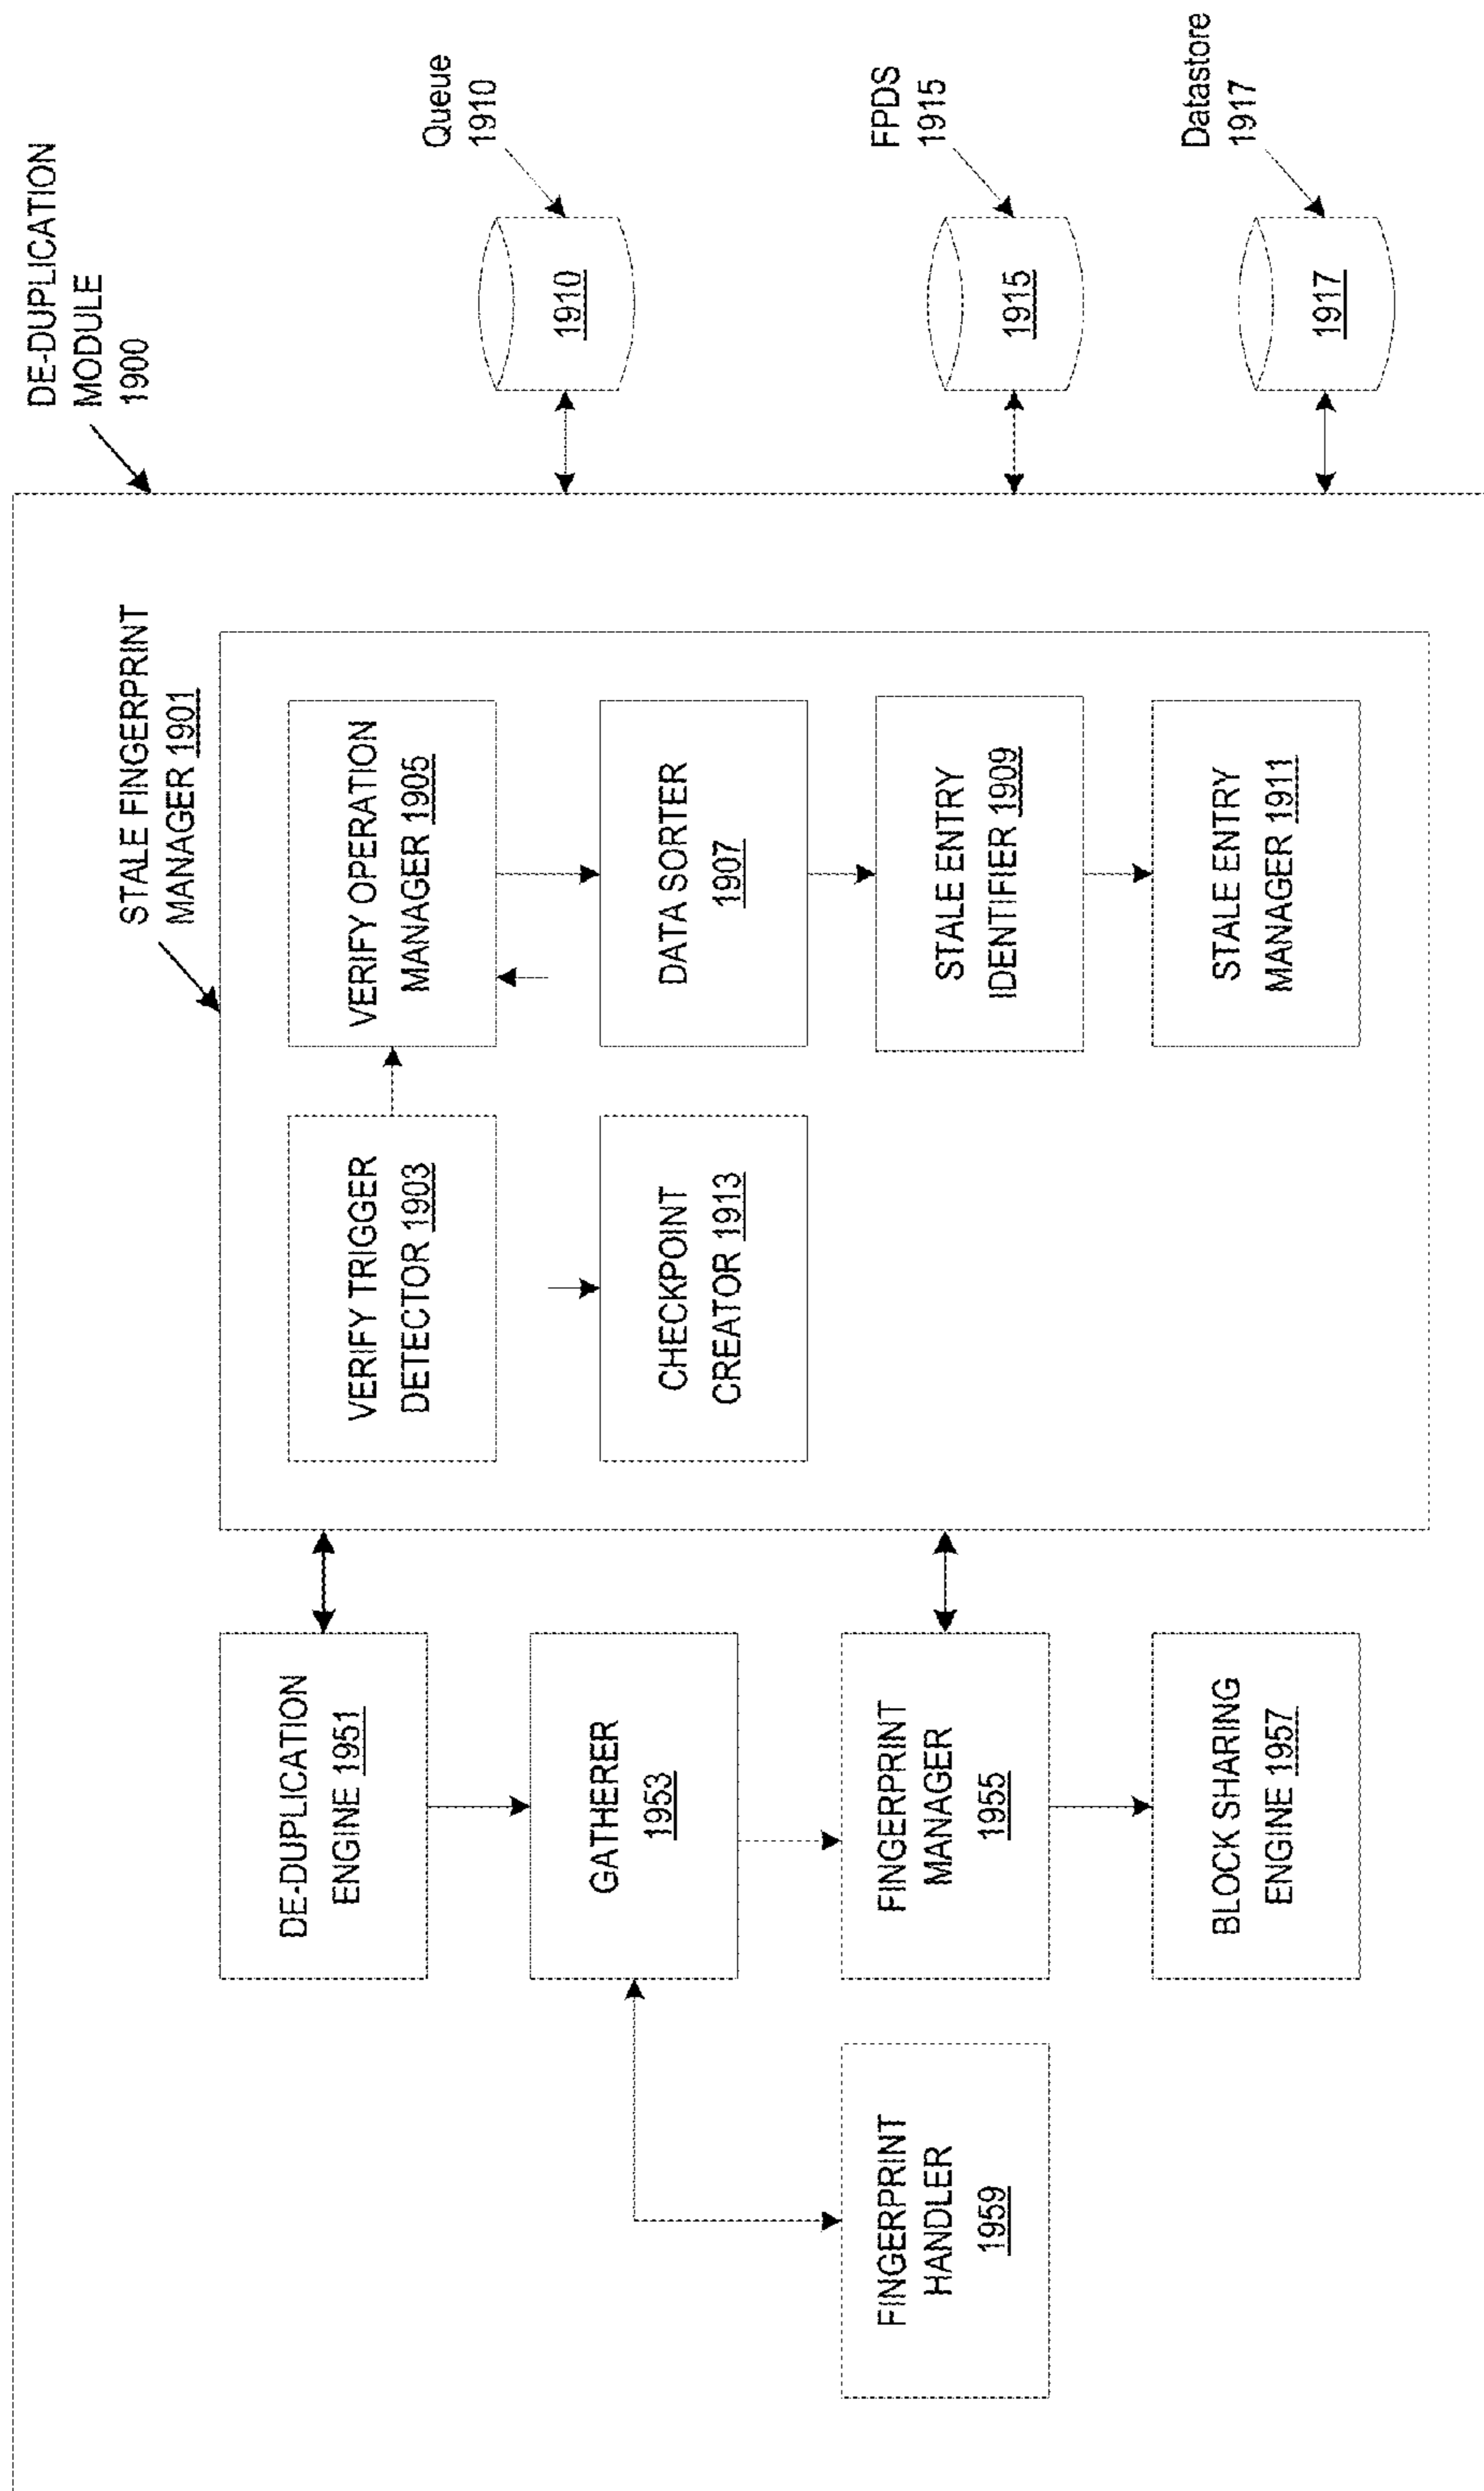 DE-DUPLICATION
MODULE
1900
STALE FINGERPRINT
MANAGER 1901
DE-DUPLICATION
ENGINE 1951
GATHERER
1953
FINGERPRINT
MANAGER
1955
BLOCK SHARING
ENGINE 1957
FINGERPRINT
HANDLER
1959
VERIFY TRIGGER
DETECTOR 1903
CHECKPOINT
CREATOR 1913
VERIFY OPERATION
MANAGER 1905
DATA SORTER
1907
STALE ENTRY
IDENTIFIER 1909
STALE ENTRY
MANAGER 1911
Queue
1910
1910
FPDS
1915
1915
Datastore
1917
1917